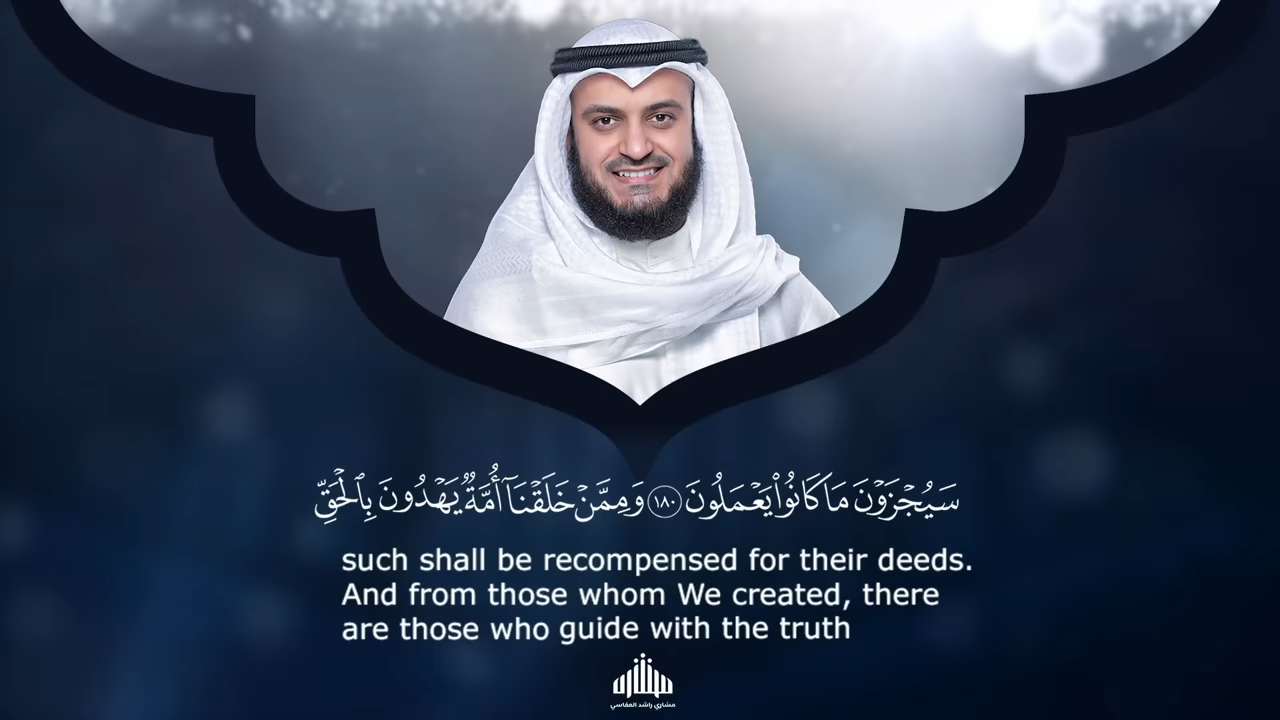 سَيُجْزَوْنَ مَا كَانُوا۟ يَعْمَلُونَ ١٨٠ وَمِمَّنْ خَلَقْنَآ أُمَّةٌ يَهْدُونَ بِٱلْحَقِّ
such shall be recompensed for their deeds.
And from those whom We created, there
are those who guide with the truth
مشاري
مشاري راشد العفاسي